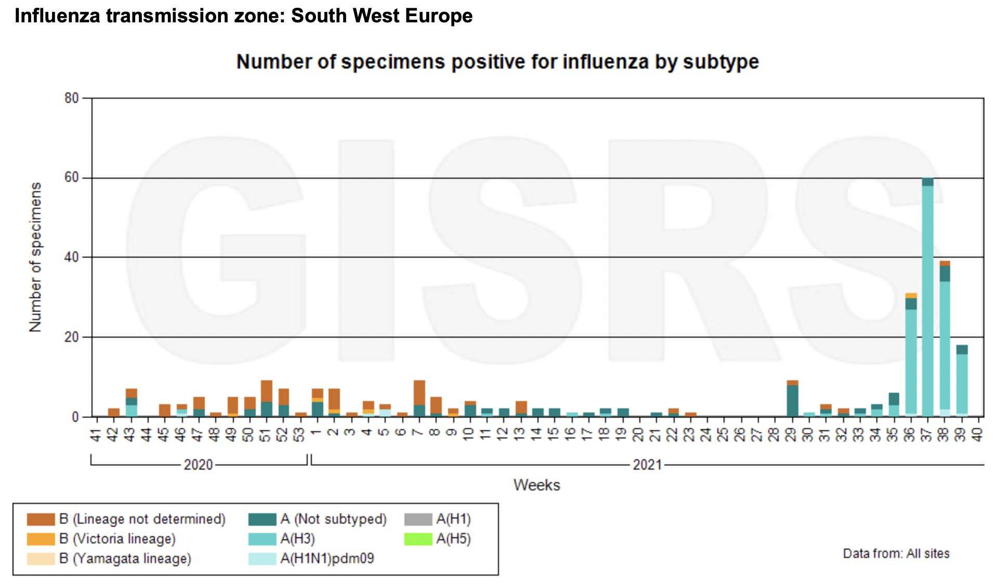 Influenza transmission zone: South West Europe
Number of specimens positive for influenza by subtype
GISRS
Number of specimens
80
60
40
20
0
41 42 43 44 45 46 47 48 49 50 51 52 53 1 2 3 4 5 6 7 8 9 10 11 12 13 14 15 16 17 18 19 20 21 22 23 24 25 26 27 28 29 30 31 32 33 34 35 36 37 38 39 40
2020 2021
Weeks
B (Lineage not determined) A (Not subtyped) A(H1)
B (Victoria lineage) A(H3) A(H5)
B (Yamagata lineage) A(H1N1)pdm09
Data from: All sites